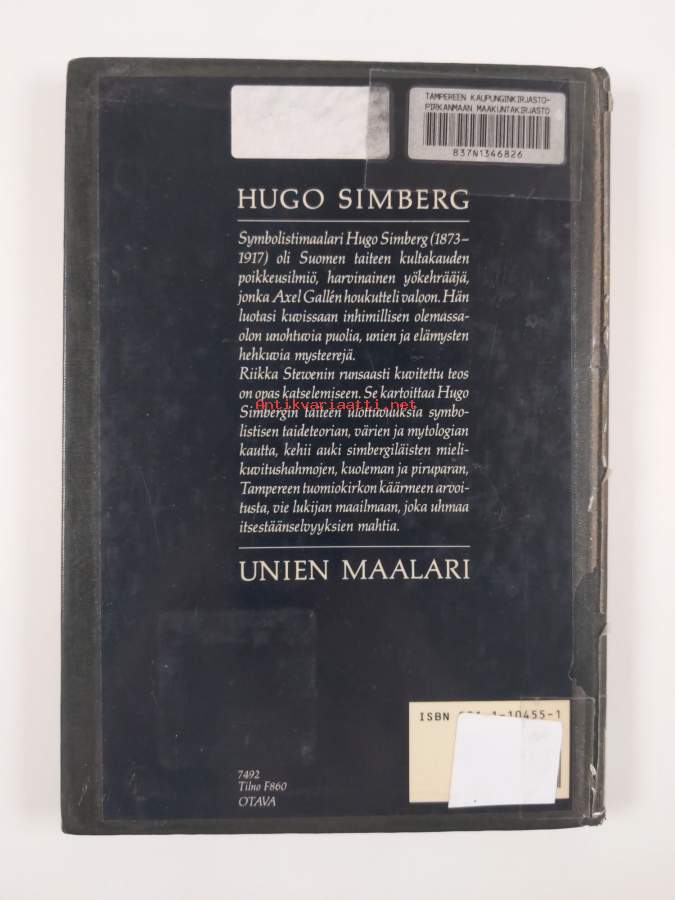 TAMPEREEN KAUPUNGINKIRJASTO-
PIRKANMAAN MAAKUNTAKIRJASTO
837N1346826
HUGO SIMBERG
Symbolistimaalari Hugo Simberg (1873–
1917) oli Suomen taiteen kultakauden
poikkeusilmiö, harvinainen yökehrääjä,
jonka Axel Gallén houkutteli valoon. Hän
luotasi kuvissaan inhimillisen olemassa-
olon unohtuvia puolia, unien ja elämysten
hehkuvia mysteerejä.
Riikka Stewenin runsaasti kuvitettu teos
on opas katselemiseen. Se kartoittaa Hugo
Antikvariaatti.net
Simbergin taiteen ulottuvuuksia symbo-
listisen taideteorian, värien ja mytologian
kautta, kehii auki simbergiläisten mieli-
kuvitushahmojen, kuoleman ja piruparan,
Tampereen tuomiokirkon käärmeen arvoi-
tusta, vie lukijan maailmaan, joka uhmaa
itsestäänselvyyksien mahtia.
UNIEN MAALARI
ISBN 1-10455-1
7492
Tilno F860
OTAVA